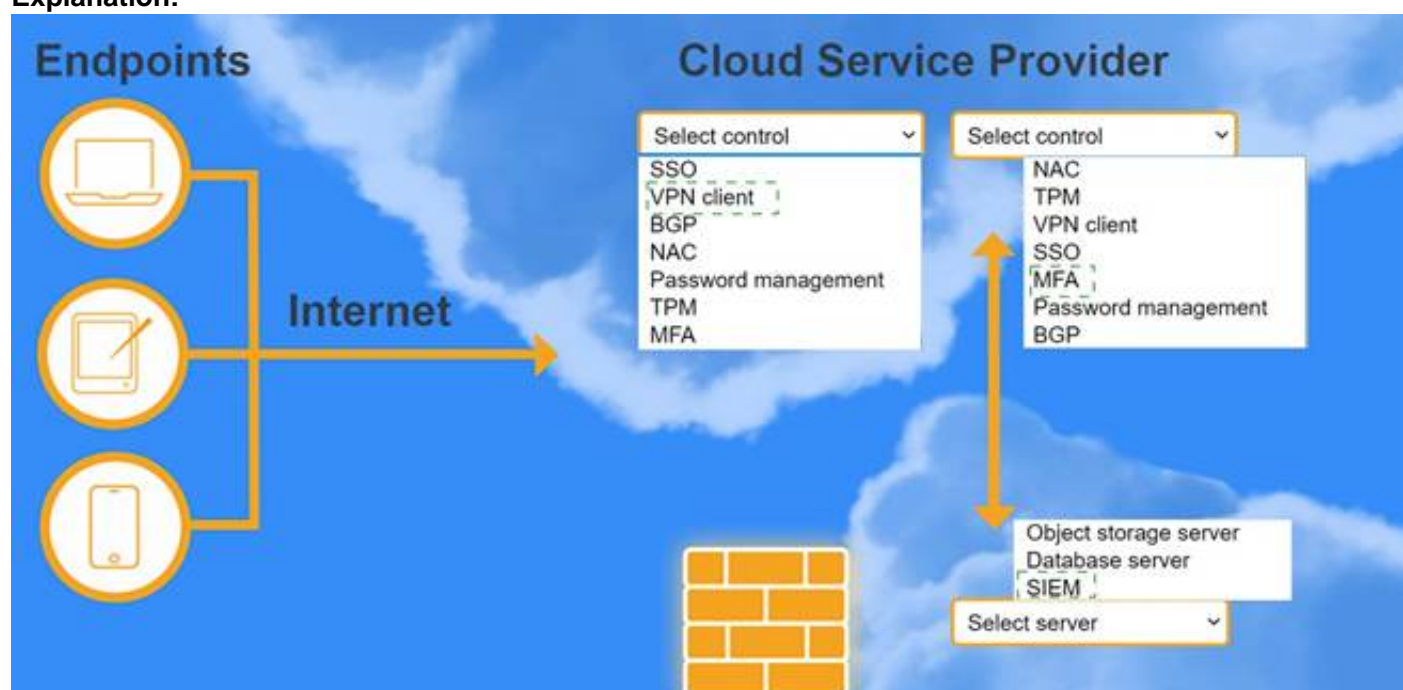 Explanation:
Endpoints
Internet
Cloud Service Provider
Select control
SSO
VPN client
BGP
NAC
Password management
TPM
MFA
Select control
NAC
TPM
VPN client
SSO
MFA
Password management
BGP
Object storage server
Database server
SIEM
Select server